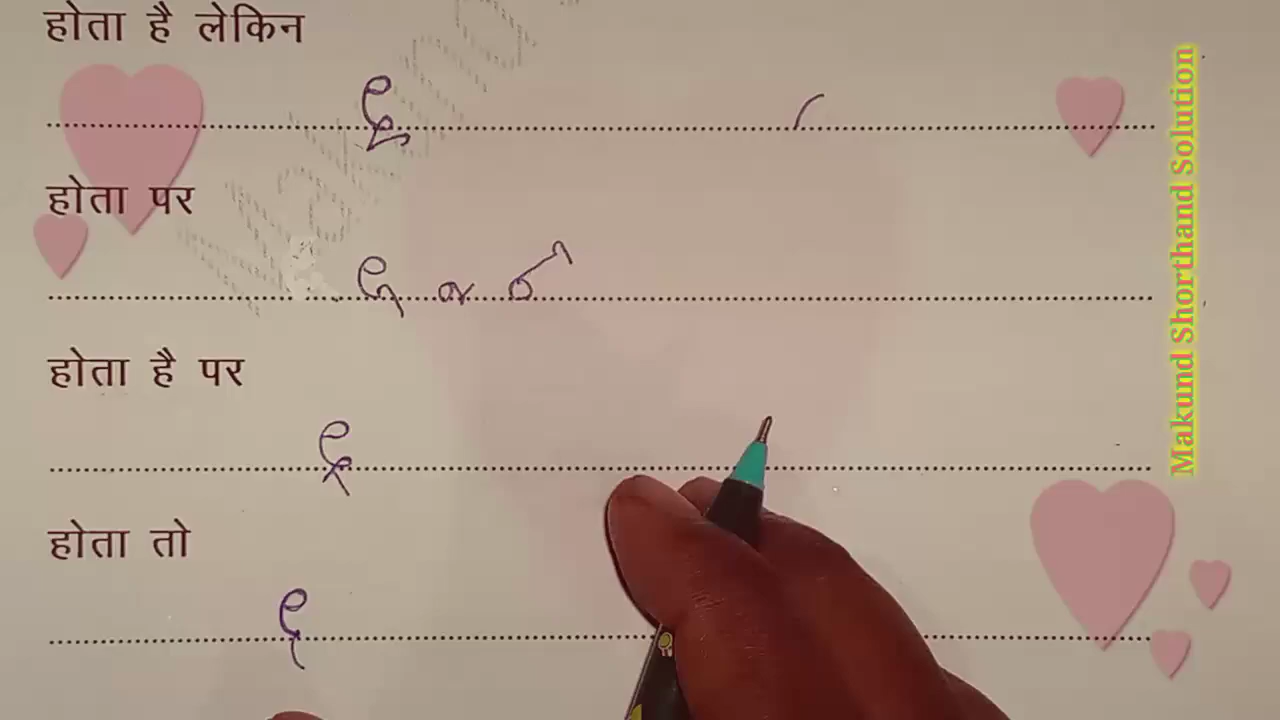 होता है लेकिन
होता पर
होता है पर
होता तो
Makund Shorthand Solution